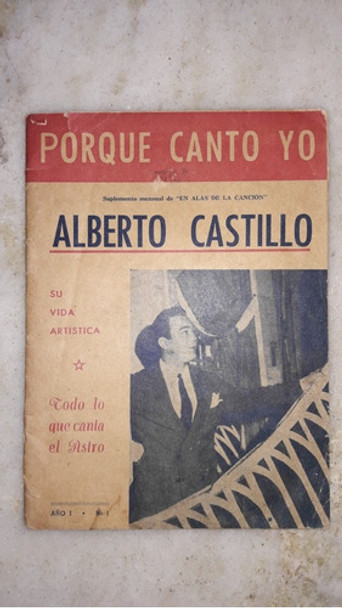 PORQUE CANTO YO
Suplemento mensual de "EN ALAS DE LA CANCION"
ALBERTO CASTILLO
SU
VIDA
ARTISTICA
Todo lo
que canta
el Astro
AÑO I • Nº 1